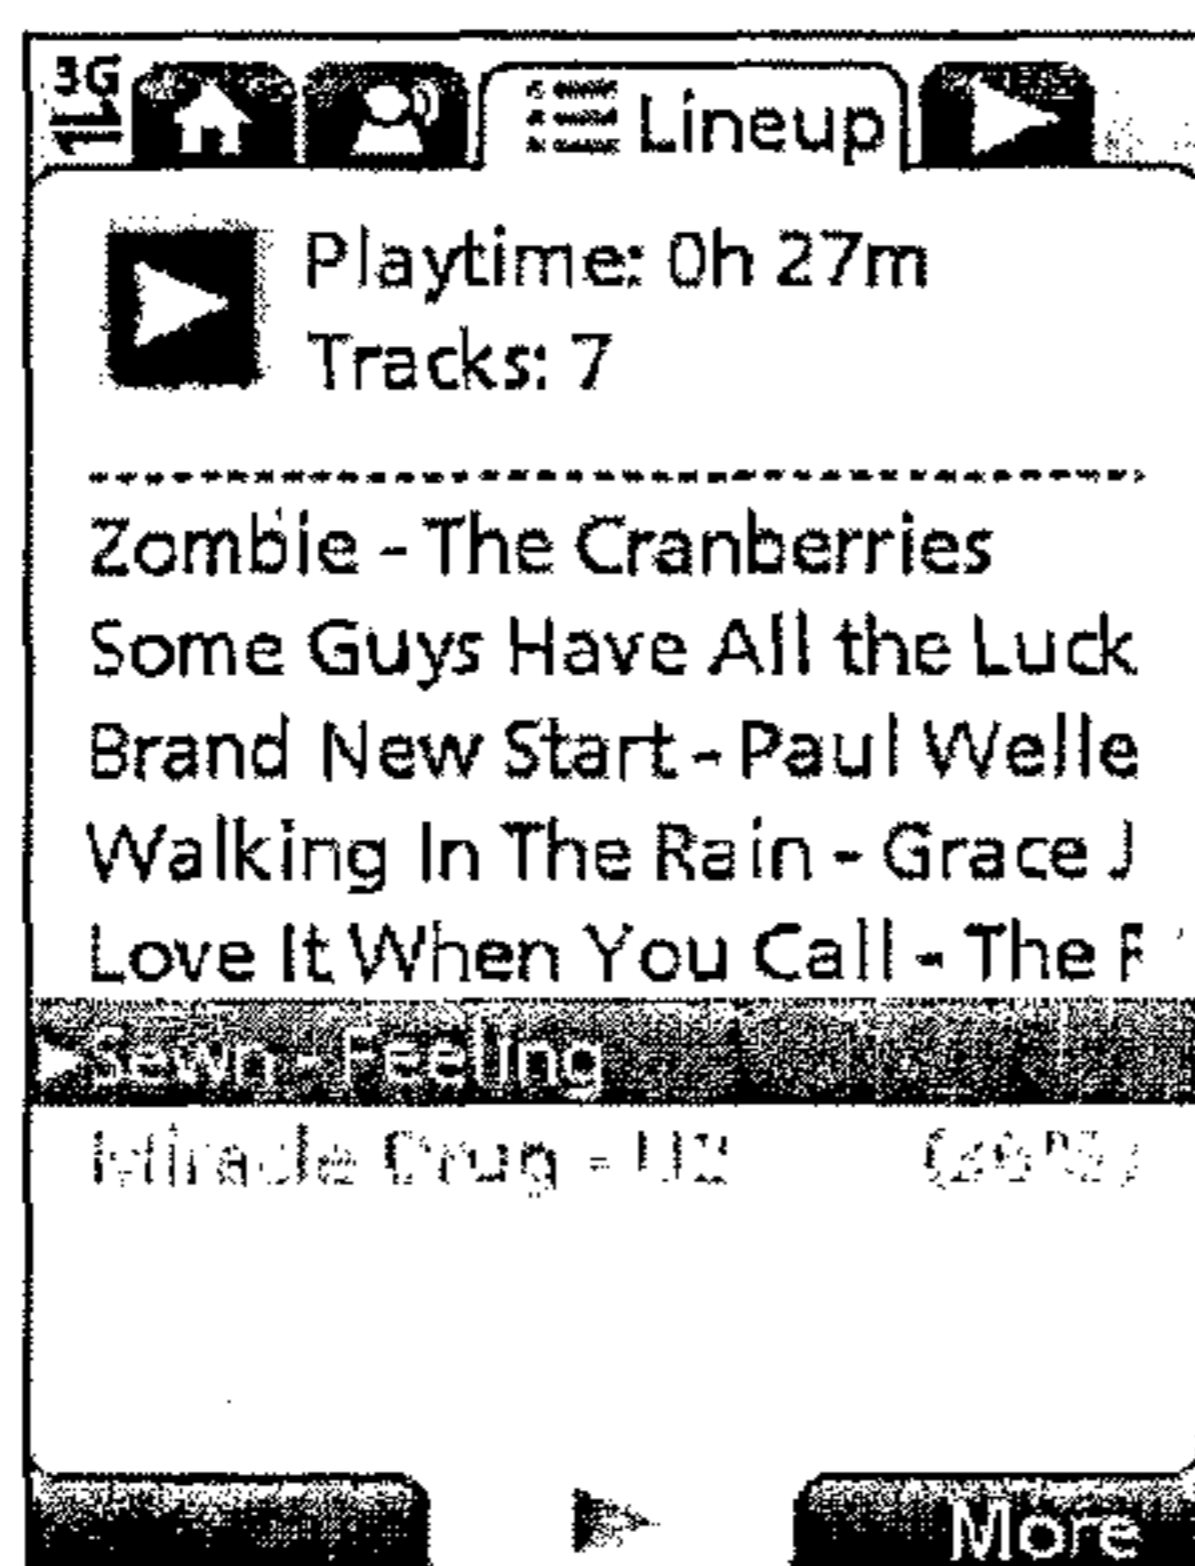 3G
Lineup
Playtime: 0h 27m
Tracks: 7
Zombie - The Cranberries
Some Guys Have All the Luck
Brand New Start - Paul Welle
Walking In The Rain - Grace J
Love It When You Call - The F
Sewn - Feeling
Miracle Drug - U2
More